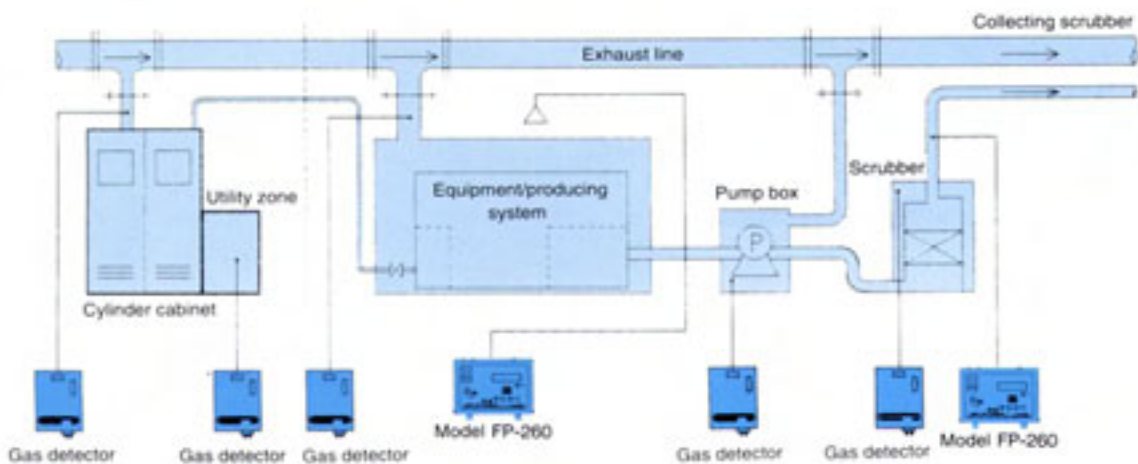 Collecting scrubber
Exhaust line
Scrubber
Utility zone
Equipment/producing
system
Pump box
P
Cylinder cabinet
Gas detector
Gas detector
Gas detector
Model FP-260
Gas detector
Gas detector
Model FP-260